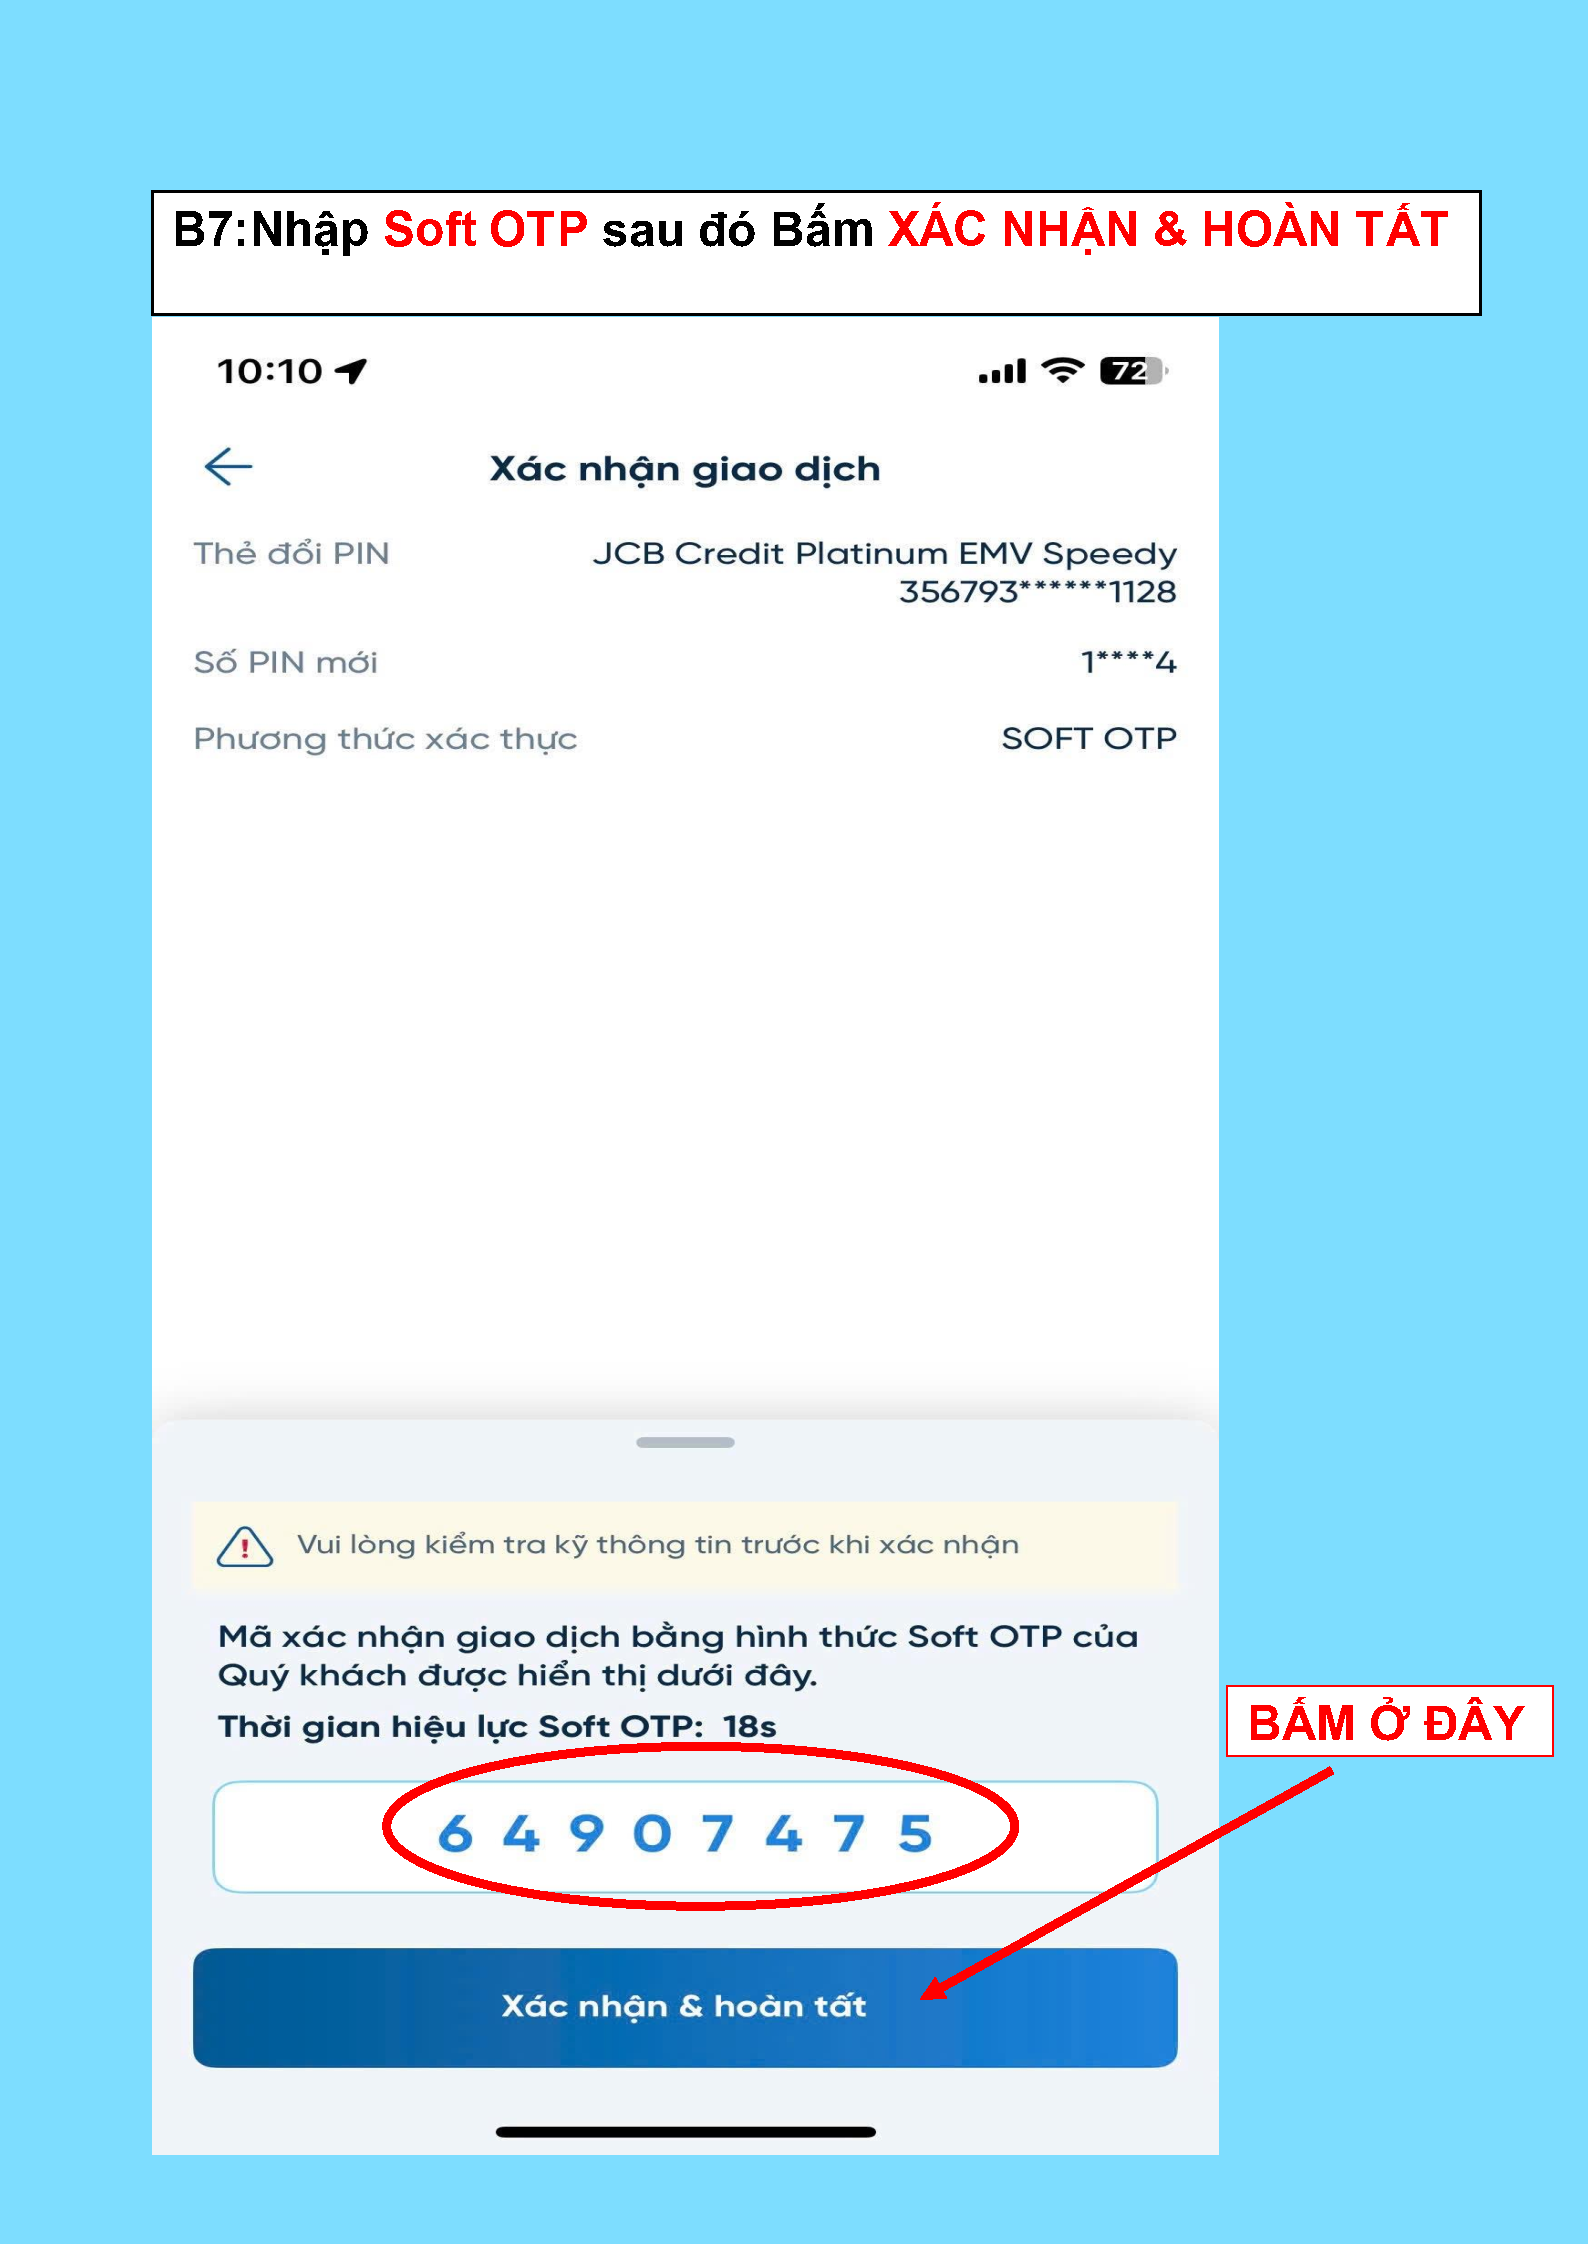 B7:Nhập Soft OTP sau đó Bấm XÁC NHẬN & HOÀN TẤT
10:10
72
Xác nhận giao dịch
Thẻ đổi PIN JCB Credit Platinum EMV Speedy
356793******1128
Số PIN mới 1****4
Phương thức xác thực SOFT OTP
Vui lòng kiểm tra kỹ thông tin trước khi xác nhận
Mã xác nhận giao dịch bằng hình thức Soft OTP của
Quý khách được hiển thị dưới đây.
Thời gian hiệu lực Soft OTP: 18s
BẤM Ở ĐÂY
6 4 9 0 7 4 7 5
Xác nhận & hoàn tất